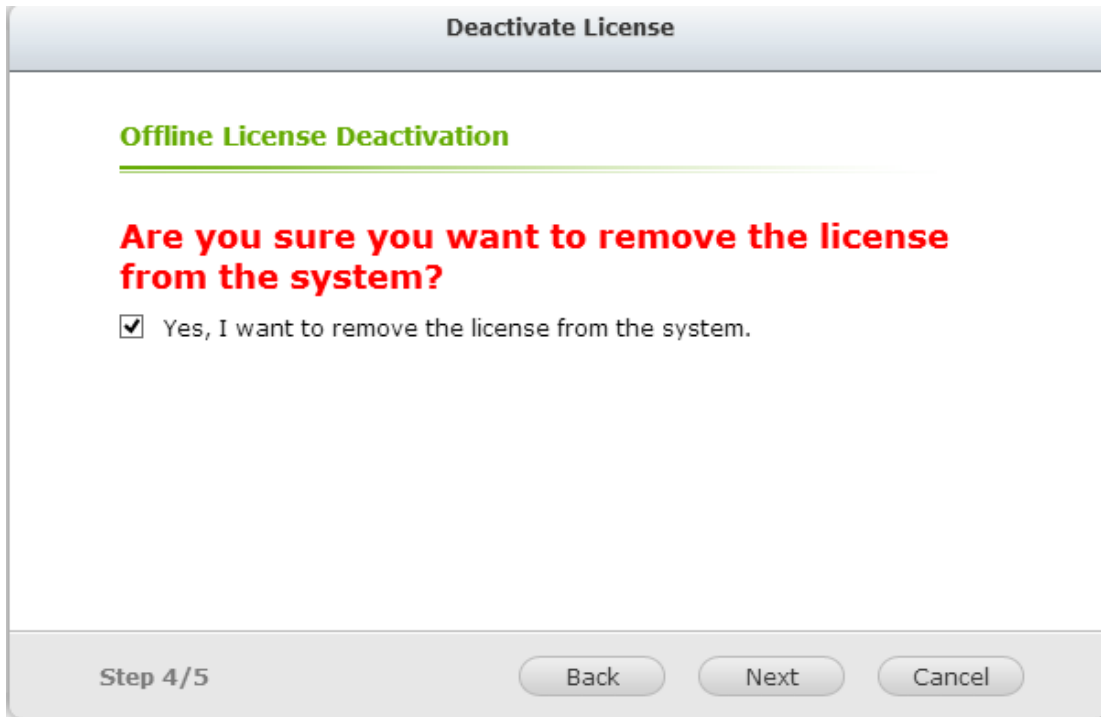 Deactivate License
Offline License Deactivation
Are you sure you want to remove the license
from the system?
Yes, I want to remove the license from the system.
Step 4/5
Back
Next
Cancel